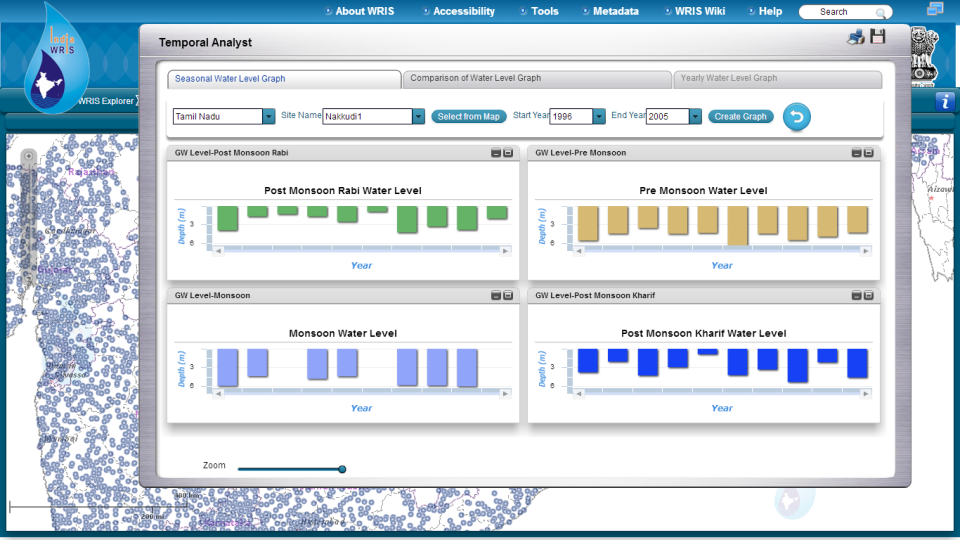 About WRIS Accessibility Tools Metadata WRIS Wiki Help Search
India
WRIS
Temporal Analyst
WRIS Explorer
Seasonal Water Level Graph Comparison of Water Level Graph Yearly Water Level Graph
Tamil Nadu Site Name Nakkudi1 Select from Map Start Year 1996 End Year 2005 Create Graph
GW Level-Post Monsoon Rabi
Post Monsoon Rabi Water Level
Depth (m)
3
6
Year
GW Level-Pre Monsoon
Pre Monsoon Water Level
Depth (m)
3
6
Year
GW Level-Monsoon
Monsoon Water Level
Depth (m)
3
6
Year
GW Level-Post Monsoon Kharif
Post Monsoon Kharif Water Level
Depth (m)
3
6
Year
Zoom
Gujarat
Mumbai
Aizawl
Karnataka